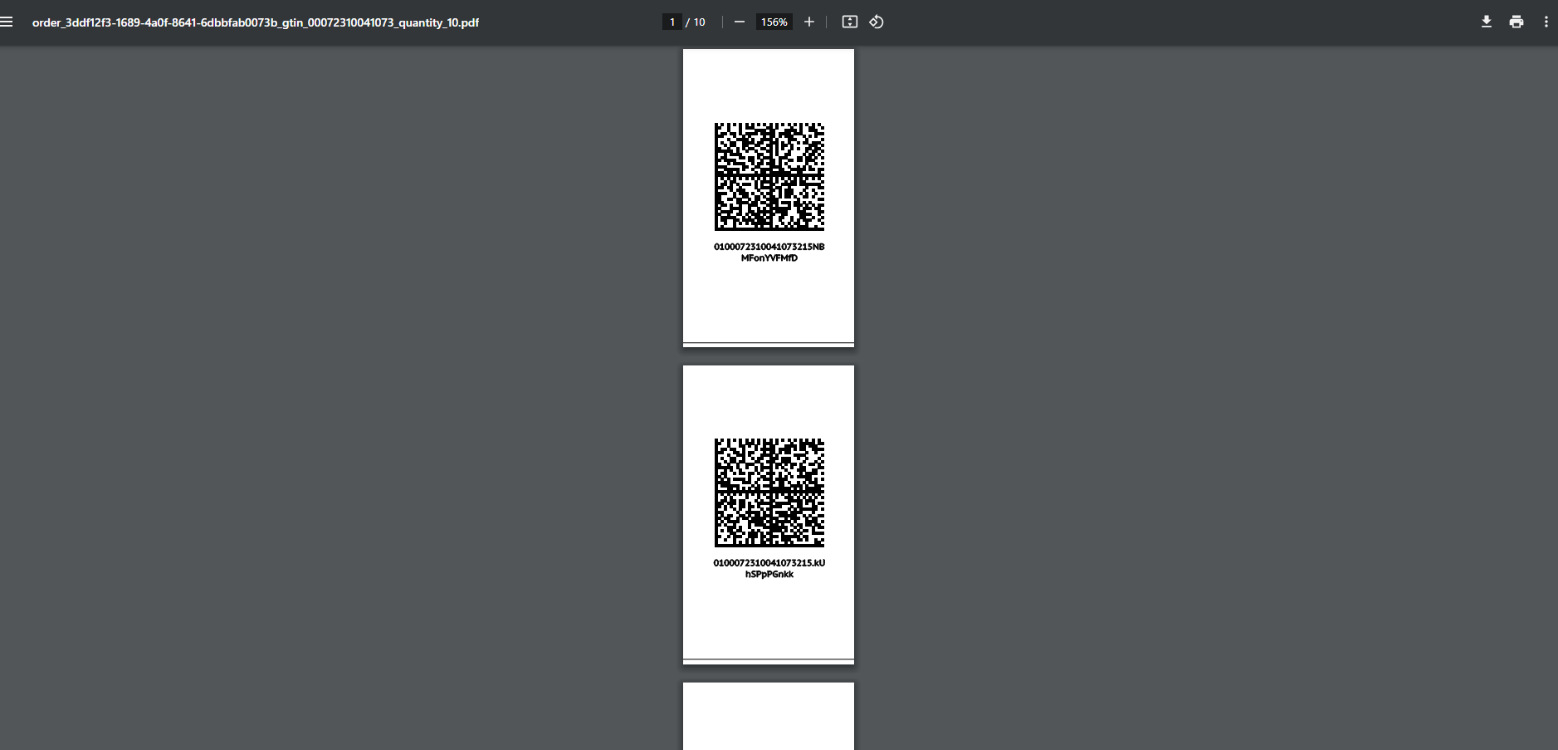 order_3ddf12f3-1689-4a0f-8641-6dbbfab0073b_gtin_00072310041073_quantity_10.pdf
1 / 10
156%
0100072310041073215NB
MFonYVFMfD
0100072310041073215.kU
hSPpPGnkk